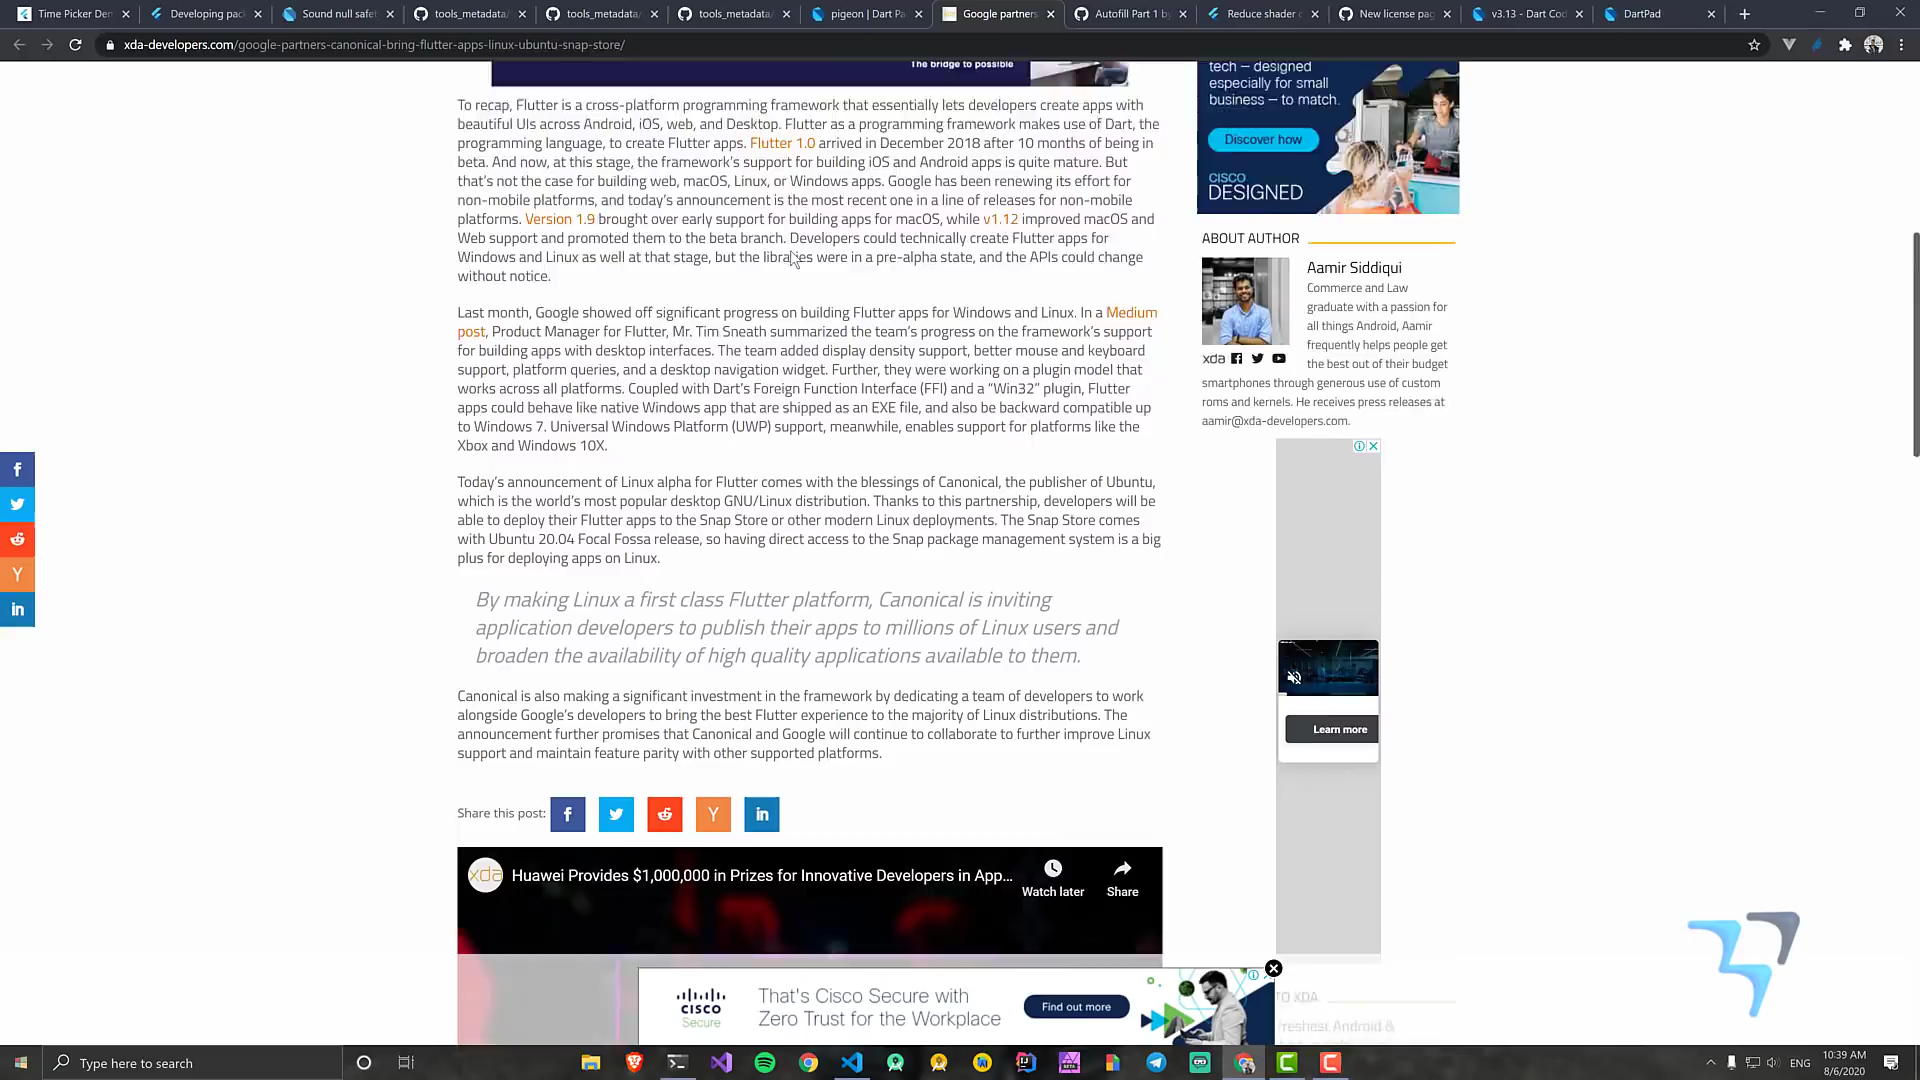 Time Picker Den
Developing pac
Sound null safet
tools_metadata/
tools_metadata/
tools_metadata/
pigeon | Dart Pa
Google partners
Autofill Part 1 by
Reduce shader c
New license pag
v3.13 - Dart Cod
DartPad
xda-developers.com/google-partners-canonical-bring-flutter-apps-linux-ubuntu-snap-store/
The bridge to possible
To recap, Flutter is a cross-platform programming framework that essentially lets developers create apps with
beautiful UIs across Android, iOS, web, and Desktop. Flutter as a programming framework makes use of Dart, the
programming language, to create Flutter apps. Flutter 1.0 arrived in December 2018 after 10 months of being in
beta. And now, at this stage, the framework's support for building iOS and Android apps is quite mature. But
that's not the case for building web, macOS, Linux, or Windows apps. Google has been renewing its effort for
non-mobile platforms, and today's announcement is the most recent one in a line of releases for non-mobile
platforms. Version 1.9 brought over early support for building apps for macOS, while v1.12 improved macOS and
Web support and promoted them to the beta branch. Developers could technically create Flutter apps for
Windows and Linux as well at that stage, but the libraries were in a pre-alpha state, and the APIs could change
without notice.
Last month, Google showed off significant progress on building Flutter apps for Windows and Linux. In a Medium
post, Product Manager for Flutter, Mr. Tim Sneath summarized the team's progress on the framework's support
for building apps with desktop interfaces. The team added display density support, better mouse and keyboard
support, platform queries, and a desktop navigation widget. Further, they were working on a plugin model that
works across all platforms. Coupled with Dart's Foreign Function Interface (FFI) and a “Win32” plugin, Flutter
apps could behave like native Windows app that are shipped as an EXE file, and also be backward compatible up
to Windows 7. Universal Windows Platform (UWP) support, meanwhile, enables support for platforms like the
Xbox and Windows 10X.
Today's announcement of Linux alpha for Flutter comes with the blessings of Canonical, the publisher of Ubuntu,
which is the world's most popular desktop GNU/Linux distribution. Thanks to this partnership, developers will be
able to deploy their Flutter apps to the Snap Store or other modern Linux deployments. The Snap Store comes
with Ubuntu 20.04 Focal Fossa release, so having direct access to the Snap package management system is a big
plus for deploying apps on Linux.
By making Linux a first class Flutter platform, Canonical is inviting
application developers to publish their apps to millions of Linux users and
broaden the availability of high quality applications available to them.
Canonical is also making a significant investment in the framework by dedicating a team of developers to work
alongside Google's developers to bring the best Flutter experience to the majority of Linux distributions. The
announcement further promises that Canonical and Google will continue to collaborate to further improve Linux
support and maintain feature parity with other supported platforms.
Share this post:
xda
Huawei Provides $1,000,000 in Prizes for Innovative Developers in App...
Watch later
Share
tech – designed
especially for small
business – to match.
Discover how
CISCO
DESIGNED
ABOUT AUTHOR
Aamir Siddiqui
Commerce and Law
graduate with a passion for
all things Android, Aamir
frequently helps people get
the best out of their budget
smartphones through generous use of custom
roms and kernels. He receives press releases at
aamir@xda-developers.com.
xda
Learn more
CISCO
Secure
That's Cisco Secure with
Zero Trust for the Workplace
Find out more
TO XDA
freshest Android &
Type here to search
ENG
10:39 AM
8/6/2020